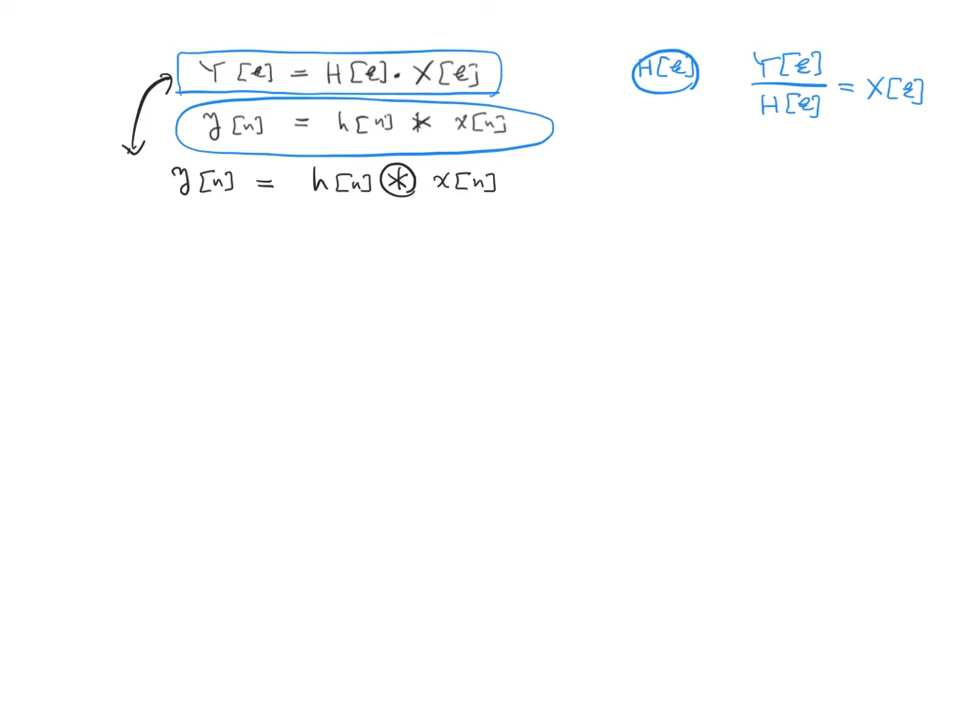 Y[k] = H[k] · X[k]
y[n] = h[n] * x[n]
y[n] = h[n] ⊛ x[n]
H[k]
Y[k] / H[k] = X[k]